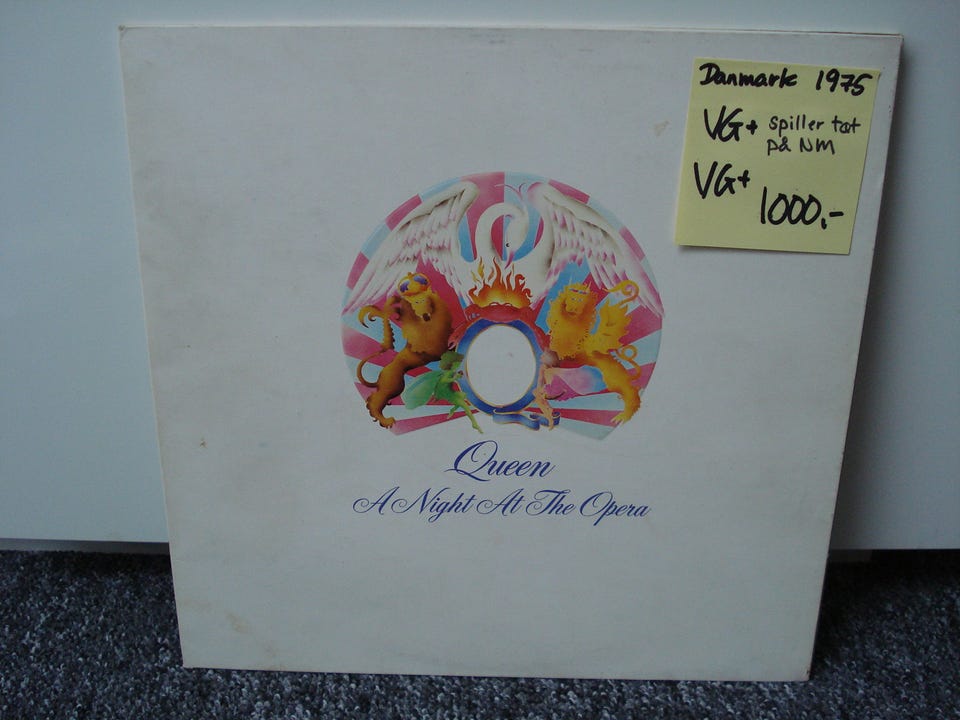 Danmark 1975
VG+ spiller tæt
på NM
VG+
1000,-
Queen
A Night At The Opera